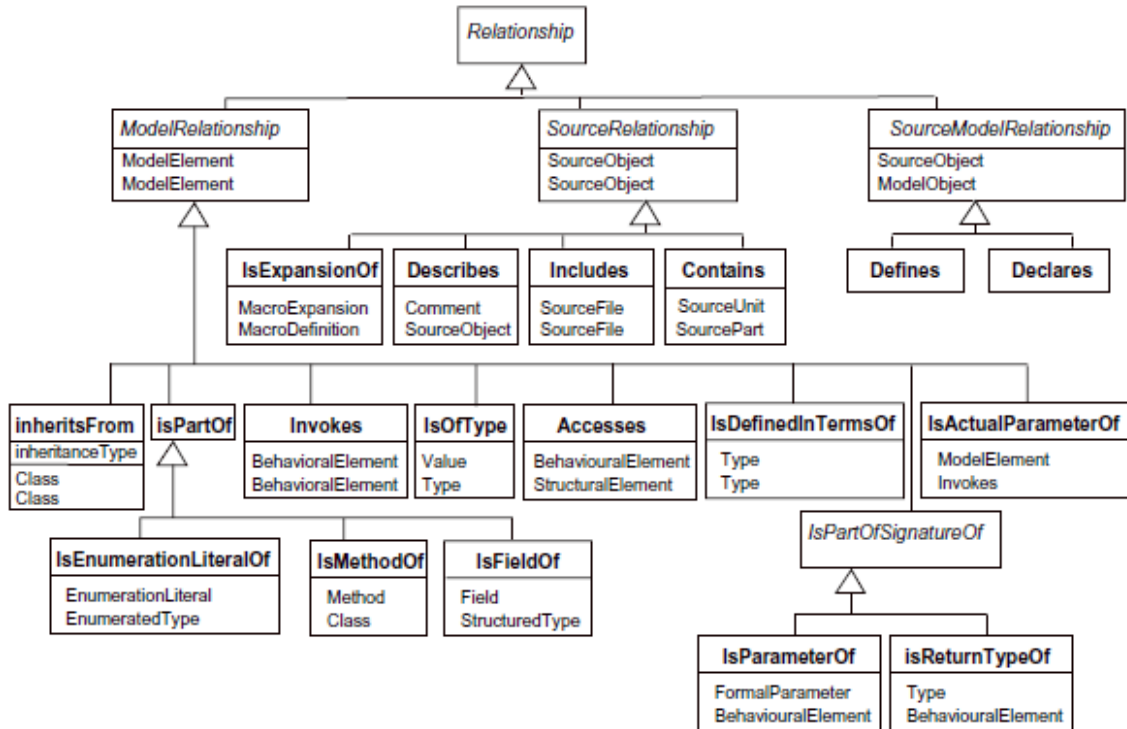 Relationship
ModelRelationship
ModelElement
ModelElement
SourceRelationship
SourceObject
SourceObject
SourceModelRelationship
SourceObject
ModelObject
IsExpansionOf
MacroExpansion
MacroDefinition
Describes
Comment
SourceObject
Includes
SourceFile
SourceFile
Contains
SourceUnit
SourcePart
Defines
Declares
inheritsFrom
inheritanceType
Class
Class
isPartOf
Invokes
BehavioralElement
BehavioralElement
IsOfType
Value
Type
Accesses
BehaviouralElement
StructuralElement
IsDefinedInTermsOf
Type
Type
IsActualParameterOf
ModelElement
Invokes
IsPartOfSignatureOf
IsEnumerationLiteralOf
EnumerationLiteral
EnumeratedType
IsMethodOf
Method
Class
IsFieldOf
Field
StructuredType
IsParameterOf
FormalParameter
BehaviouralElement
isReturnTypeOf
Type
BehaviouralElement